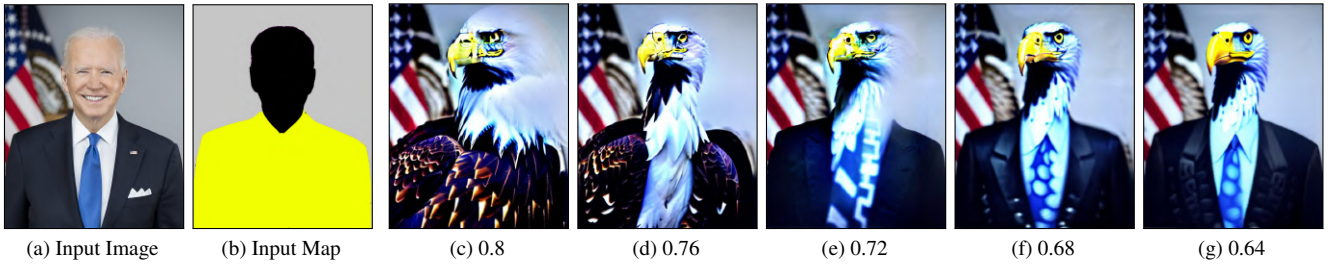 (a) Input Image
(b) Input Map
(c) 0.8
(d) 0.76
(e) 0.72
(f) 0.68
(g) 0.64